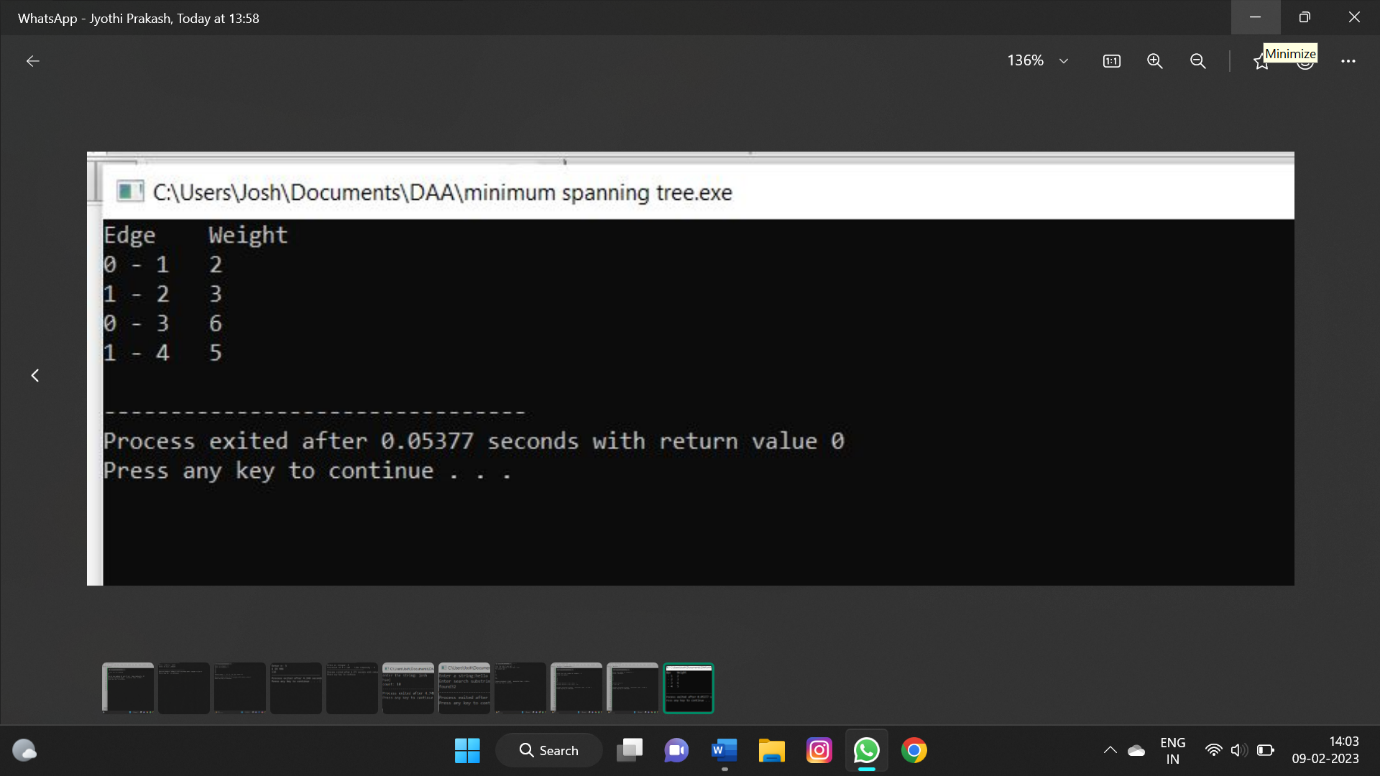 WhatsApp - Jyothi Prakash, Today at 13:58
136%
1:1
Minimize
C:\Users\Josh\Documents\DAA\minimum spanning tree.exe
Edge    Weight
0 - 1   2
1 - 2   3
0 - 3   6
1 - 4   5
--------------------------------
Process exited after 0.05377 seconds with return value 0
Press any key to continue . . .
Search
ENG
IN
14:03
09-02-2023